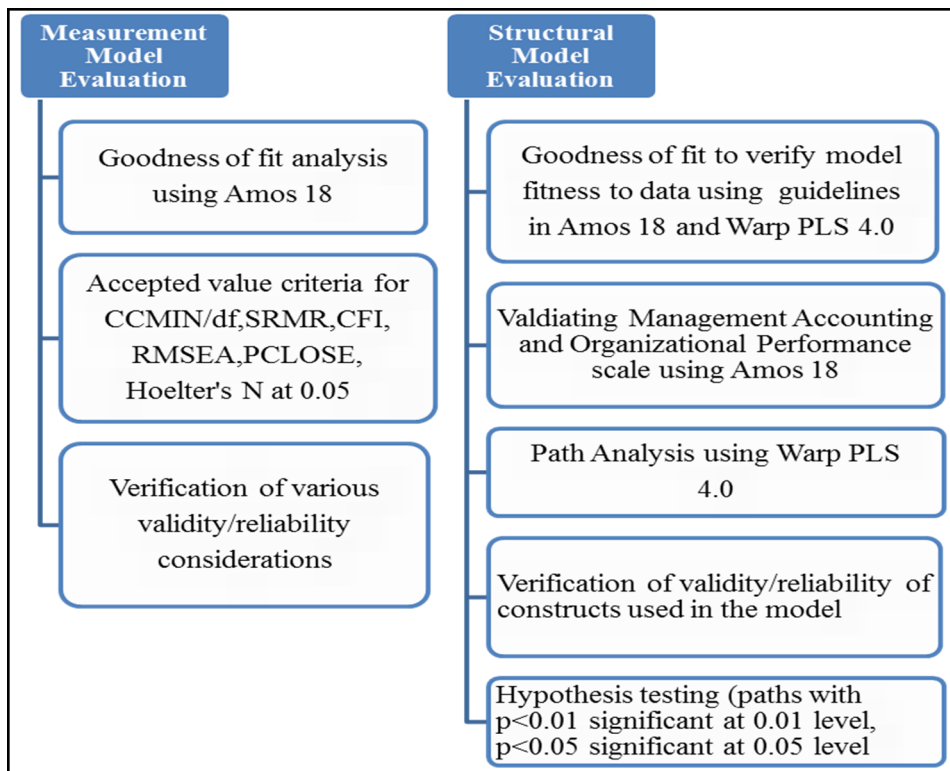 Measurement
Model
Evaluation
Goodness of fit analysis
using Amos 18
Accepted value criteria for
CCMIN/df,SRMR,CFI,
RMSEA,PCLOSE,
Hoelter's N at 0.05
Verification of various
validity/reliability
considerations
Structural
Model
Evaluation
Goodness of fit to verify model
fitness to data using guidelines
in Amos 18 and Warp PLS 4.0
Valdiating Management Accounting
and Organizational Performance
scale using Amos 18
Path Analysis using Warp PLS
4.0
Verification of validity/reliability of
constructs used in the model
Hypothesis testing (paths with
p<0.01 significant at 0.01 level,
p<0.05 significant at 0.05 level